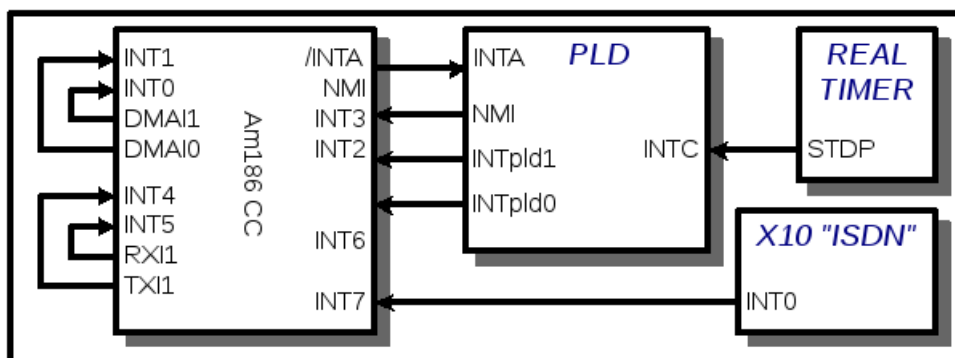 INT1
INT0
DMAI1
DMAI0
INT4
INT5
RXI1
TXI1
Am186 CC
/INTA
NMI
INT3
INT2
INT6
INT7
PLD
INTA
NMI
INTpld1
INTpld0
INTC
REAL
TIMER
STDP
X10 "ISDN"
INT0